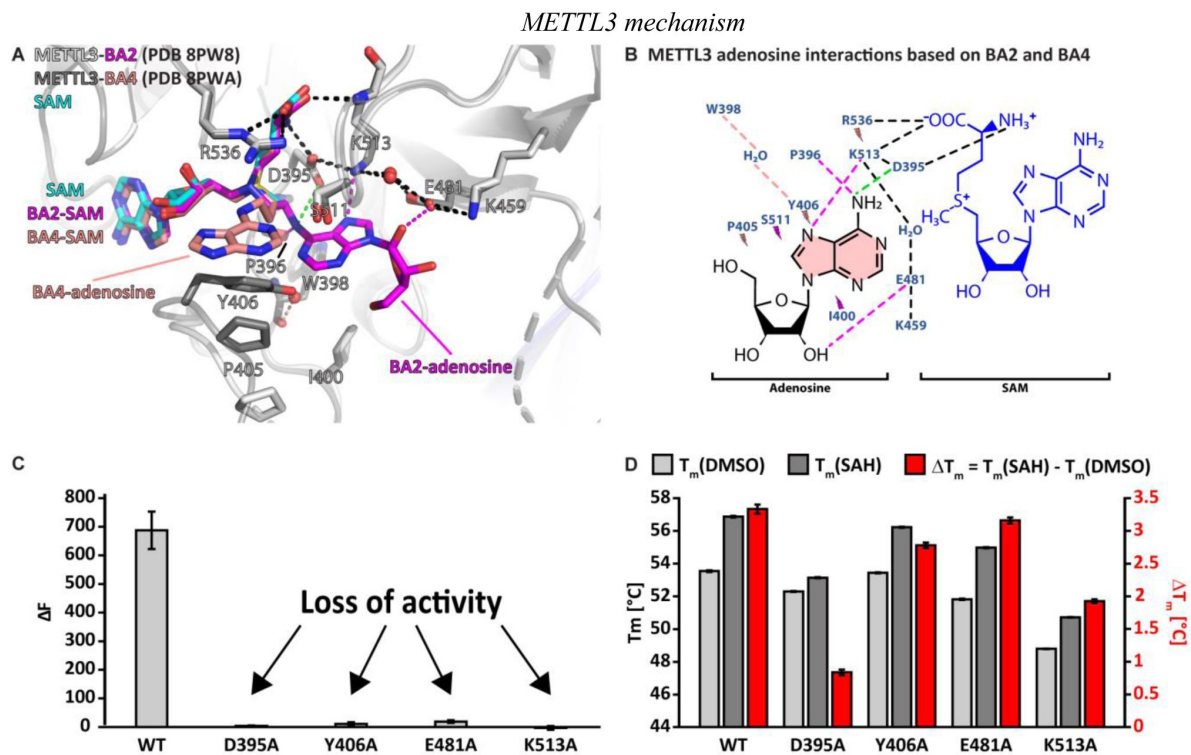 METTL3 mechanism
A METTL3-BA2 (PDB 8PW8)
METTL3-BA4 (PDB 8PWA)
SAM
R536
K513
D395
E481
S511
K459
SAM
BA2-SAM
BA4-SAM
P396
W398
BA4-adenosine
Y406
P405
I400
BA2-adenosine
B METTL3 adenosine interactions based on BA2 and BA4
W398
R536
⁻OOC
NH₃⁺
H₂O
P396
K513
D395
NH₂
Y406
NH₂
S511
P405
H₃C
S⁺
H₂O
N
N
N
N
N
N
N
N
HO
O
O
E481
I400
HO
OH
K459
HO
OH
Adenosine
SAM
C
800
700
600
500
400
300
200
100
0
ΔF
Loss of activity
WT D395A Y406A E481A K513A
D Tₘ(DMSO) Tₘ(SAH) ΔTₘ = Tₘ(SAH) - Tₘ(DMSO)
58
56
54
52
50
48
46
44
Tm [°C]
3.5
3
2.5
2
1.5
1
0.5
0
ΔTₘ [°C]
WT D395A Y406A E481A K513A